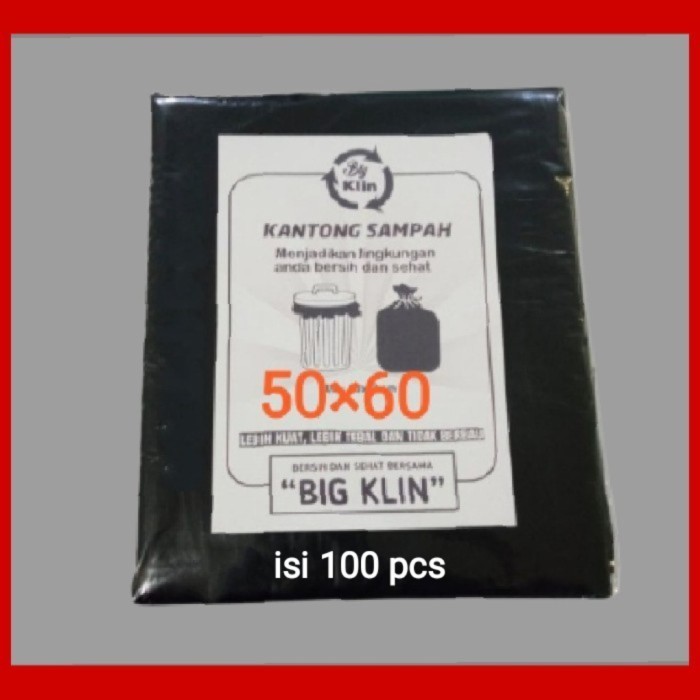 Big
Klin
KANTONG SAMPAH
Menjadikan lingkungan
anda bersih dan sehat
50×60
LEBIH KUAT, LEBIH TEBAL DAN TIDAK BERBAU
BERSIH DAN SEHAT BERSAMA
"BIG KLIN"
isi 100 pcs